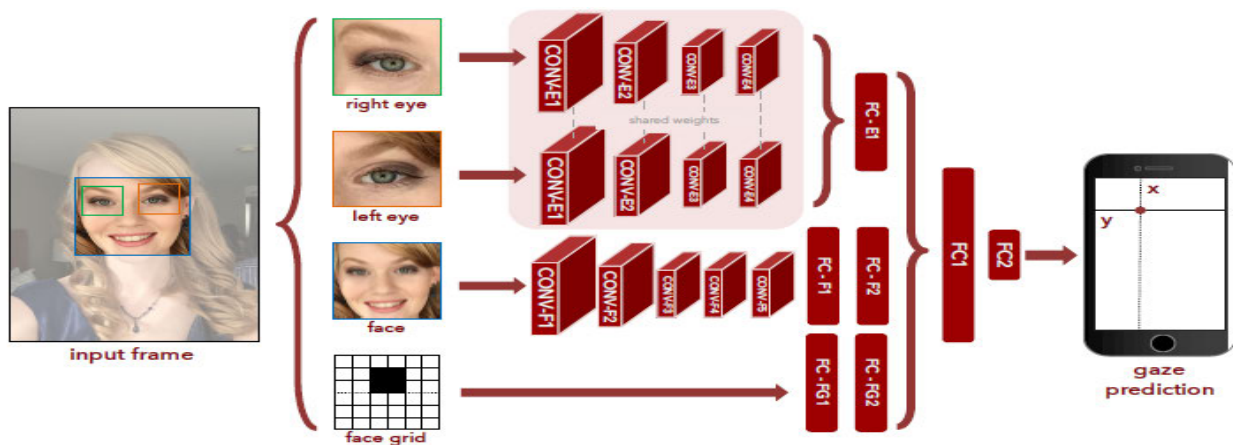 right eye
left eye
face
face grid
input frame
CONV-E1
CONV-E2
CONV-E3
CONV-E4
shared weights
CONV-E1
CONV-E2
CONV-E3
CONV-E4
CONV-F1
CONV-F2
CONV-F3
CONV-F4
CONV-F5
FC - E1
FC - F1
FC - F2
FC - FG1
FC - FG2
FC1
FC2
x
y
gaze
prediction